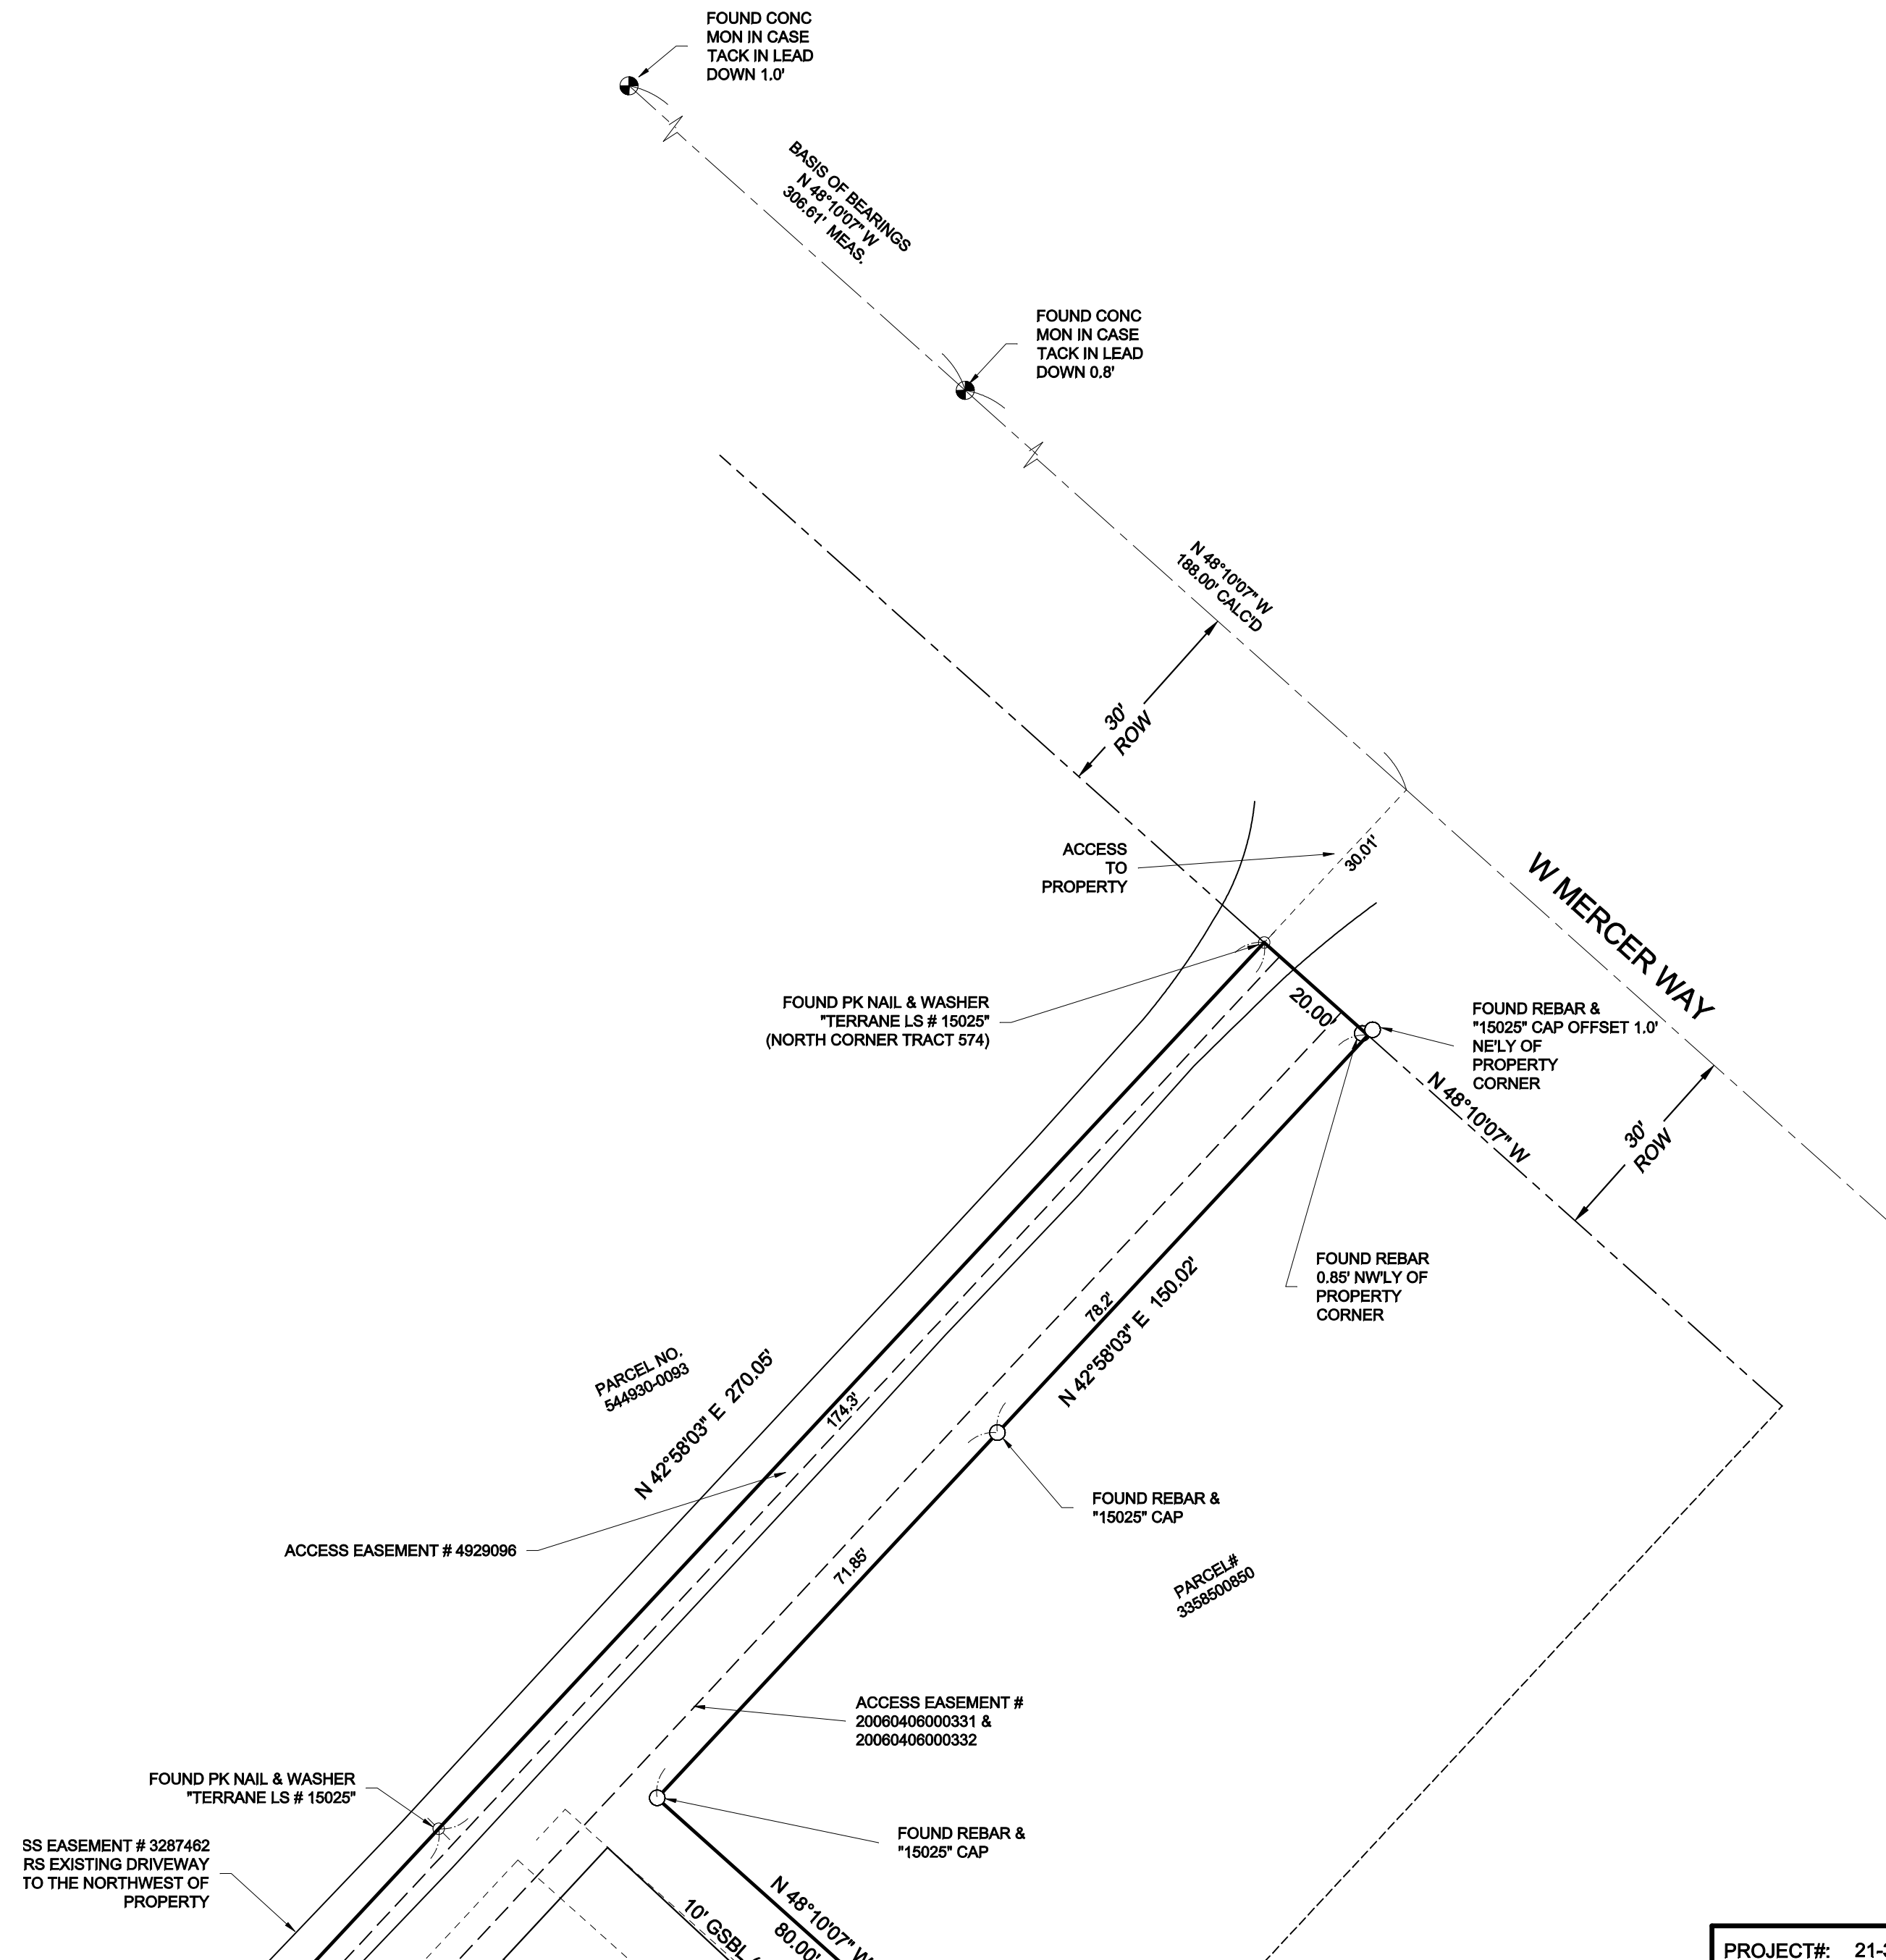 FOUND CONC
MON IN CASE
TACK IN LEAD
DOWN 1.0'
BASIS OF BEARINGS
N 48°10'07" W
306.61' MEAS.
FOUND CONC
MON IN CASE
TACK IN LEAD
DOWN 0.8'
N 48°10'07" W
188.00' CALC'D
30'
ROW
ACCESS
TO
PROPERTY
30.01'
W MERCER WAY
FOUND PK NAIL & WASHER
"TERRANE LS # 15025"
(NORTH CORNER TRACT 574)
20.00'
FOUND REBAR &
"15025" CAP OFFSET 1.0'
NE'LY OF
PROPERTY
CORNER
N 48°10'07" W
30'
ROW
FOUND REBAR
0.85' NW'LY OF
PROPERTY
CORNER
78.2'
N 42°58'03" E 150.02'
PARCEL NO.
544930-0093
N 42°58'03" E 270.05'
174.3'
ACCESS EASEMENT # 4929096
FOUND REBAR &
"15025" CAP
71.85'
PARCEL#
3358500850
ACCESS EASEMENT #
20060406000331 &
20060406000332
FOUND PK NAIL & WASHER
"TERRANE LS # 15025"
SS EASEMENT # 3287462
RS EXISTING DRIVEWAY
TO THE NORTHWEST OF
PROPERTY
FOUND REBAR &
"15025" CAP
N 48°10'07" W
80.00'
10' GSBL
PROJECT#: 21-3